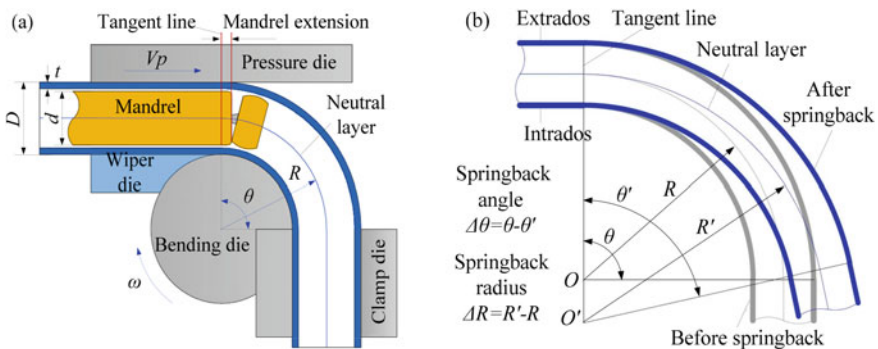 (a)
Tangent line
Mandrel extension
Vp
Pressure die
t
D
d
Mandrel
Neutral
layer
Wiper
die
θ
R
Bending die
ω
Clamp die
(b)
Extrados
Tangent line
Neutral layer
After
springback
Intrados
Springback
angle
Δθ=θ-θ'
θ'
θ
R
R'
Springback
radius
ΔR=R'-R
O
O'
Before springback